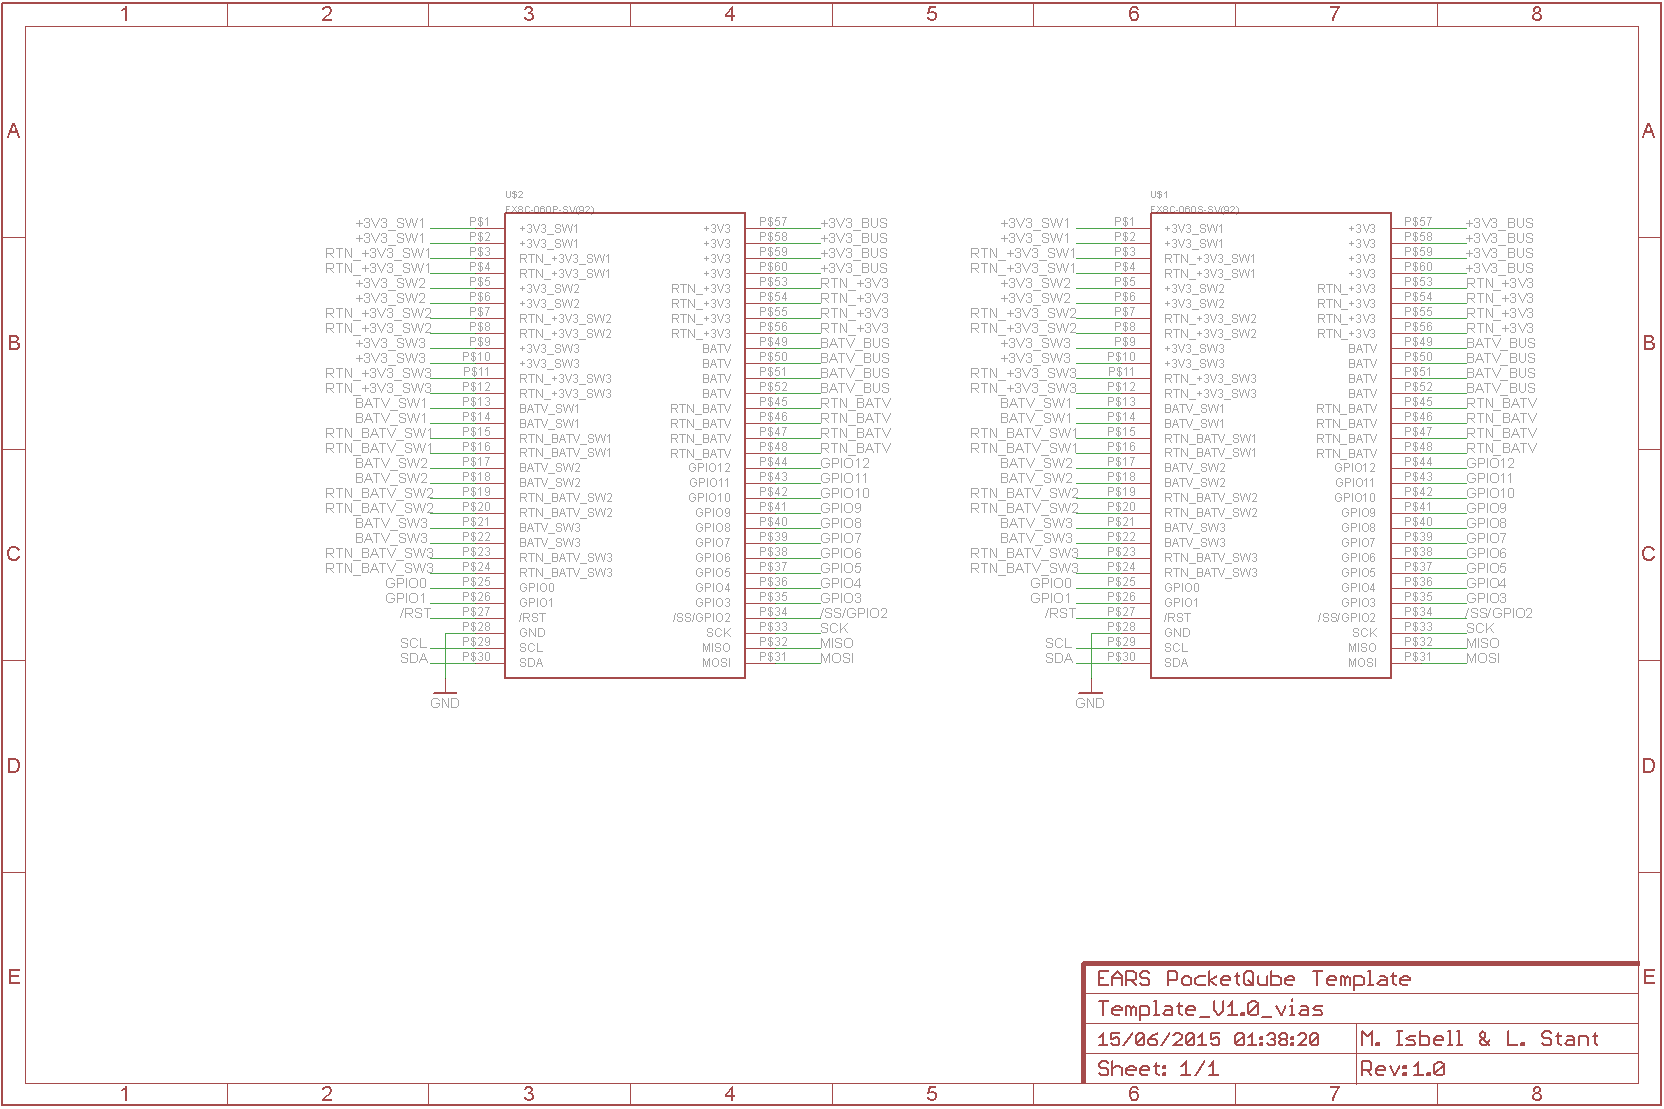 1 2 3 4 5 6 7 8
A A
U$2 U$1
FX8C-060P-SV(92) FX8C-060S-SV(92)
+3V3_SW1 P$1 +3V3_SW1 +3V3 P$57 +3V3_BUS +3V3_SW1 P$1 +3V3_SW1 +3V3 P$57 +3V3_BUS
+3V3_SW1 P$2 +3V3_SW1 +3V3 P$58 +3V3_BUS +3V3_SW1 P$2 +3V3_SW1 +3V3 P$58 +3V3_BUS
RTN_+3V3_SW1 P$3 RTN_+3V3_SW1 +3V3 P$59 +3V3_BUS RTN_+3V3_SW1 P$3 RTN_+3V3_SW1 +3V3 P$59 +3V3_BUS
RTN_+3V3_SW1 P$4 RTN_+3V3_SW1 +3V3 P$60 +3V3_BUS RTN_+3V3_SW1 P$4 RTN_+3V3_SW1 +3V3 P$60 +3V3_BUS
+3V3_SW2 P$5 +3V3_SW2 RTN_+3V3 P$53 RTN_+3V3 +3V3_SW2 P$5 +3V3_SW2 RTN_+3V3 P$53 RTN_+3V3
+3V3_SW2 P$6 +3V3_SW2 RTN_+3V3 P$54 RTN_+3V3 +3V3_SW2 P$6 +3V3_SW2 RTN_+3V3 P$54 RTN_+3V3
RTN_+3V3_SW2 P$7 RTN_+3V3_SW2 RTN_+3V3 P$55 RTN_+3V3 RTN_+3V3_SW2 P$7 RTN_+3V3_SW2 RTN_+3V3 P$55 RTN_+3V3
RTN_+3V3_SW2 P$8 RTN_+3V3_SW2 RTN_+3V3 P$56 RTN_+3V3 RTN_+3V3_SW2 P$8 RTN_+3V3_SW2 RTN_+3V3 P$56 RTN_+3V3
B +3V3_SW3 P$9 +3V3_SW3 BATV P$49 BATV_BUS +3V3_SW3 P$9 +3V3_SW3 BATV P$49 BATV_BUS B
+3V3_SW3 P$10 +3V3_SW3 BATV P$50 BATV_BUS +3V3_SW3 P$10 +3V3_SW3 BATV P$50 BATV_BUS
RTN_+3V3_SW3 P$11 RTN_+3V3_SW3 BATV P$51 BATV_BUS RTN_+3V3_SW3 P$11 RTN_+3V3_SW3 BATV P$51 BATV_BUS
RTN_+3V3_SW3 P$12 RTN_+3V3_SW3 BATV P$52 BATV_BUS RTN_+3V3_SW3 P$12 RTN_+3V3_SW3 BATV P$52 BATV_BUS
BATV_SW1 P$13 BATV_SW1 RTN_BATV P$45 RTN_BATV BATV_SW1 P$13 BATV_SW1 RTN_BATV P$45 RTN_BATV
BATV_SW1 P$14 BATV_SW1 RTN_BATV P$46 RTN_BATV BATV_SW1 P$14 BATV_SW1 RTN_BATV P$46 RTN_BATV
RTN_BATV_SW1 P$15 RTN_BATV_SW1 RTN_BATV P$47 RTN_BATV RTN_BATV_SW1 P$15 RTN_BATV_SW1 RTN_BATV P$47 RTN_BATV
RTN_BATV_SW1 P$16 RTN_BATV_SW1 RTN_BATV P$48 RTN_BATV RTN_BATV_SW1 P$16 RTN_BATV_SW1 RTN_BATV P$48 RTN_BATV
BATV_SW2 P$17 BATV_SW2 GPIO12 P$44 GPIO12 BATV_SW2 P$17 BATV_SW2 GPIO12 P$44 GPIO12
BATV_SW2 P$18 BATV_SW2 GPIO11 P$43 GPIO11 BATV_SW2 P$18 BATV_SW2 GPIO11 P$43 GPIO11
RTN_BATV_SW2 P$19 RTN_BATV_SW2 GPIO10 P$42 GPIO10 RTN_BATV_SW2 P$19 RTN_BATV_SW2 GPIO10 P$42 GPIO10
RTN_BATV_SW2 P$20 RTN_BATV_SW2 GPIO9 P$41 GPIO9 RTN_BATV_SW2 P$20 RTN_BATV_SW2 GPIO9 P$41 GPIO9
BATV_SW3 P$21 BATV_SW3 GPIO8 P$40 GPIO8 BATV_SW3 P$21 BATV_SW3 GPIO8 P$40 GPIO8
BATV_SW3 P$22 BATV_SW3 GPIO7 P$39 GPIO7 BATV_SW3 P$22 BATV_SW3 GPIO7 P$39 GPIO7
C RTN_BATV_SW3 P$23 RTN_BATV_SW3 GPIO6 P$38 GPIO6 RTN_BATV_SW3 P$23 RTN_BATV_SW3 GPIO6 P$38 GPIO6 C
RTN_BATV_SW3 P$24 RTN_BATV_SW3 GPIO5 P$37 GPIO5 RTN_BATV_SW3 P$24 RTN_BATV_SW3 GPIO5 P$37 GPIO5
GPIO0 P$25 GPIO0 GPIO4 P$36 GPIO4 GPIO0 P$25 GPIO0 GPIO4 P$36 GPIO4
GPIO1 P$26 GPIO1 GPIO3 P$35 GPIO3 GPIO1 P$26 GPIO1 GPIO3 P$35 GPIO3
/RST P$27 /RST /SS/GPIO2 P$34 /SS/GPIO2 /RST P$27 /RST /SS/GPIO2 P$34 /SS/GPIO2
P$28 GND SCK P$33 SCK P$28 GND SCK P$33 SCK
SCL P$29 SCL MISO P$32 MISO SCL P$29 SCL MISO P$32 MISO
SDA P$30 SDA MOSI P$31 MOSI SDA P$30 SDA MOSI P$31 MOSI
GND GND
D D
E E
EARS PocketQube Template
Template_V1.0_vias
15/06/2015 01:38:20 M. Isbell & L. Stant
Sheet: 1/1 Rev:1.0
1 2 3 4 5 6 7 8